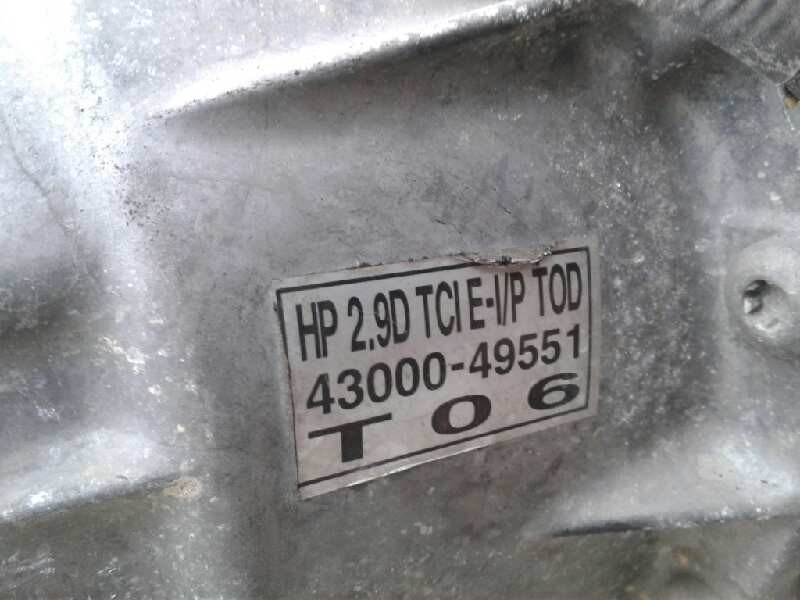 HP 2.9D TCI E-I/P TOD
43000-49551
T06